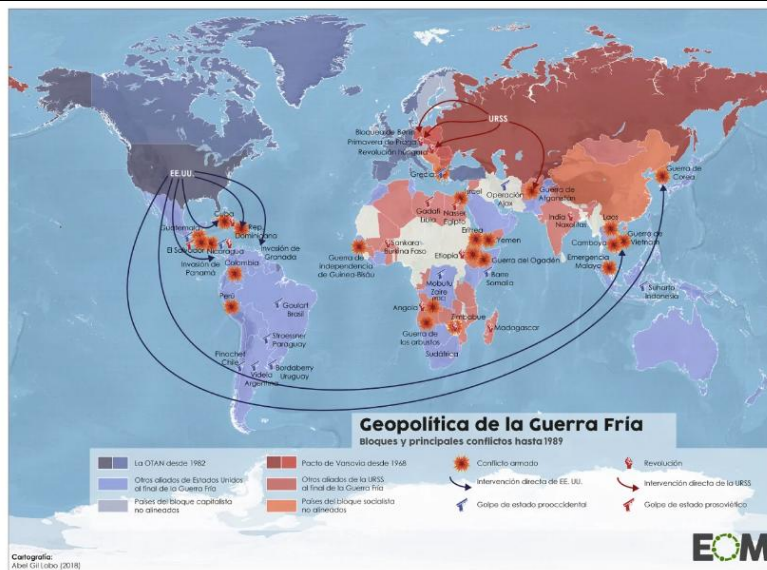 URSS
Bloqueo de Berlín
Primavera de Praga
Revolución húngara
Grecia
EE.UU.
Cuba
Rep.
Dominicana
Guatemala
El Salvador
Nicaragua
Invasión de
Granada
Invasión de
Panamá
Colombia
Perú
Goulart
Brasil
Stroessner
Paraguay
Pinochet
Chile
Videla
Argentina
Bordaberry
Uruguay
Israel
Operación
Ajax
Guerra de
Afganistán
Guerra
de Corea
Gadafi
Libia
Nasser
Egipto
India
Naxalitas
Laos
Guerra de
Vietnam
Camboya
Eritrea
Yemen
Sankara
Burkina Faso
Guerra de
independencia
de Guinea-Bisáu
Etiopía
Guerra del Ogadén
Emergencia
Malaya
Mobutu
Zaire
Barre
Somalia
Suharto
Indonesia
Angola
Zimbabue
Madagascar
Guerra de
los arbustos
Sudáfrica
Geopolítica de la Guerra Fría
Bloques y principales conflictos hasta 1989
La OTAN desde 1982
Otros aliados de Estados Unidos
al final de la Guerra Fría
Países del bloque capitalista
no alineados
Pacto de Varsovia desde 1968
Otros aliados de la URSS
al final de la Guerra Fría
Países del bloque socialista
no alineados
Conflicto armado
Intervención directa de EE. UU.
Golpe de estado prooccidental
Revolución
Intervención directa de la URSS
Golpe de estado prosoviético
Cartografía:
Abel Gil Lobo (2018)
EOM